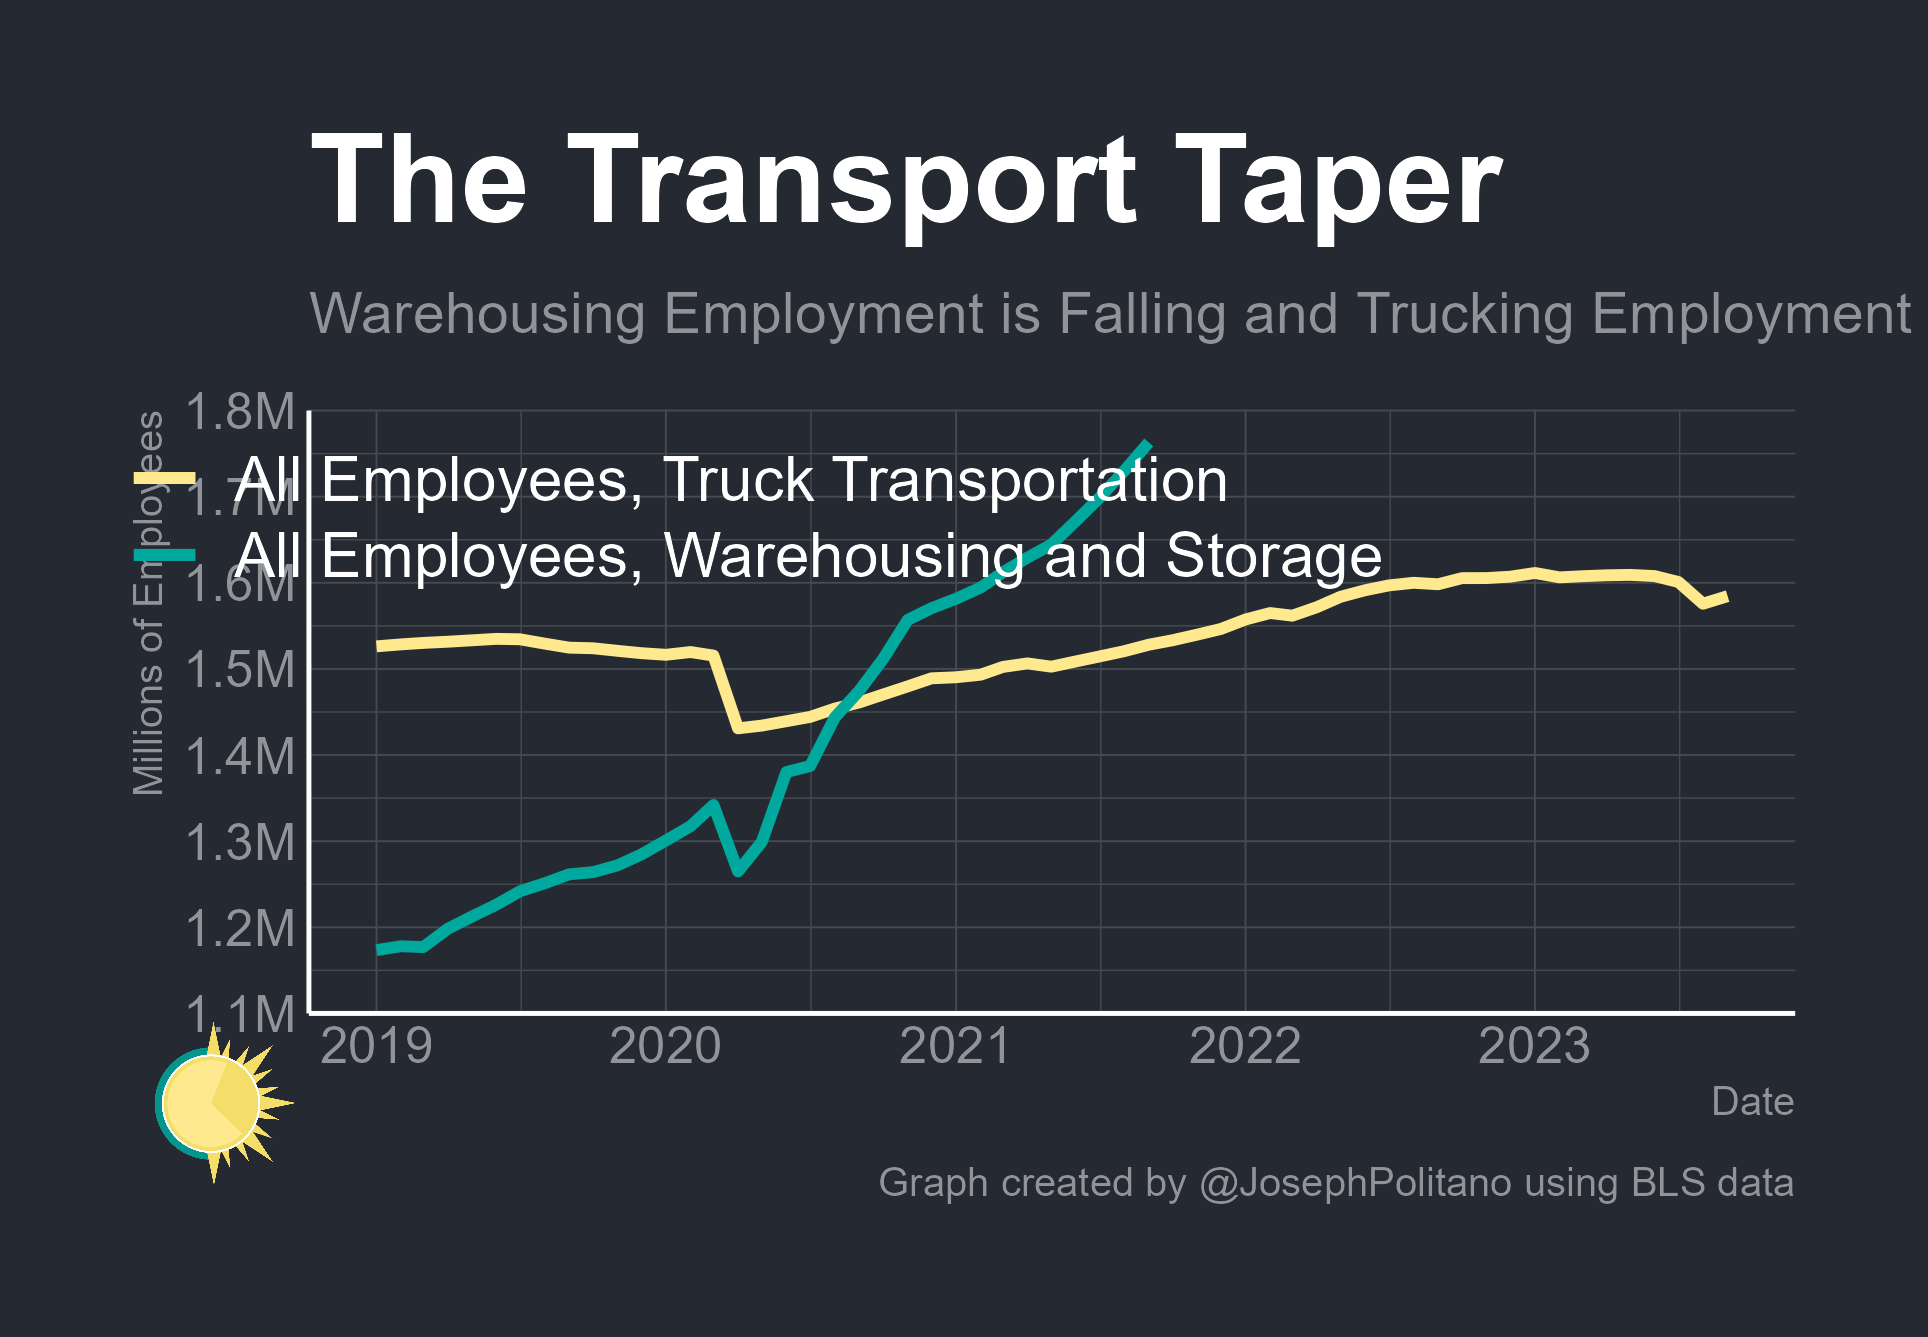 The Transport Taper
Warehousing Employment is Falling and Trucking Employment
Millions of Employees
1.8M
1.7M
1.6M
1.5M
1.4M
1.3M
1.2M
1.1M
All Employees, Truck Transportation
All Employees, Warehousing and Storage
2019 2020 2021 2022 2023
Date
Graph created by @JosephPolitano using BLS data